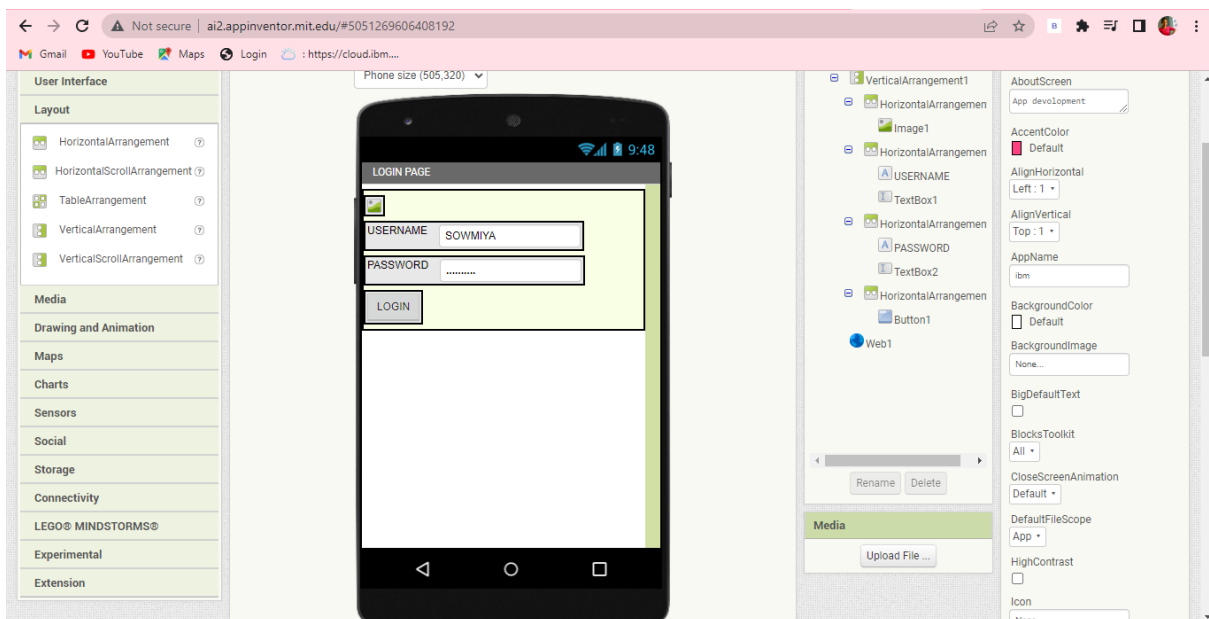 Not secure | ai2.appinventor.mit.edu/#5051269606408192
Gmail YouTube Maps Login : https://cloud.ibm....
User Interface
Layout
HorizontalArrangement
HorizontalScrollArrangement
TableArrangement
VerticalArrangement
VerticalScrollArrangement
Media
Drawing and Animation
Maps
Charts
Sensors
Social
Storage
Connectivity
LEGO® MINDSTORMS®
Experimental
Extension
Phone size (505,320)
9:48
LOGIN PAGE
USERNAME SOWMIYA
PASSWORD ..........
LOGIN
VerticalArrangement1
HorizontalArrangemen
Image1
HorizontalArrangemen
USERNAME
TextBox1
HorizontalArrangemen
PASSWORD
TextBox2
HorizontalArrangemen
Button1
Web1
Rename Delete
Media
Upload File ...
AboutScreen
App devolopment
AccentColor
Default
AlignHorizontal
Left : 1
AlignVertical
Top : 1
AppName
ibm
BackgroundColor
Default
BackgroundImage
None...
BigDefaultText
BlocksToolkit
All
CloseScreenAnimation
Default
DefaultFileScope
App
HighContrast
Icon